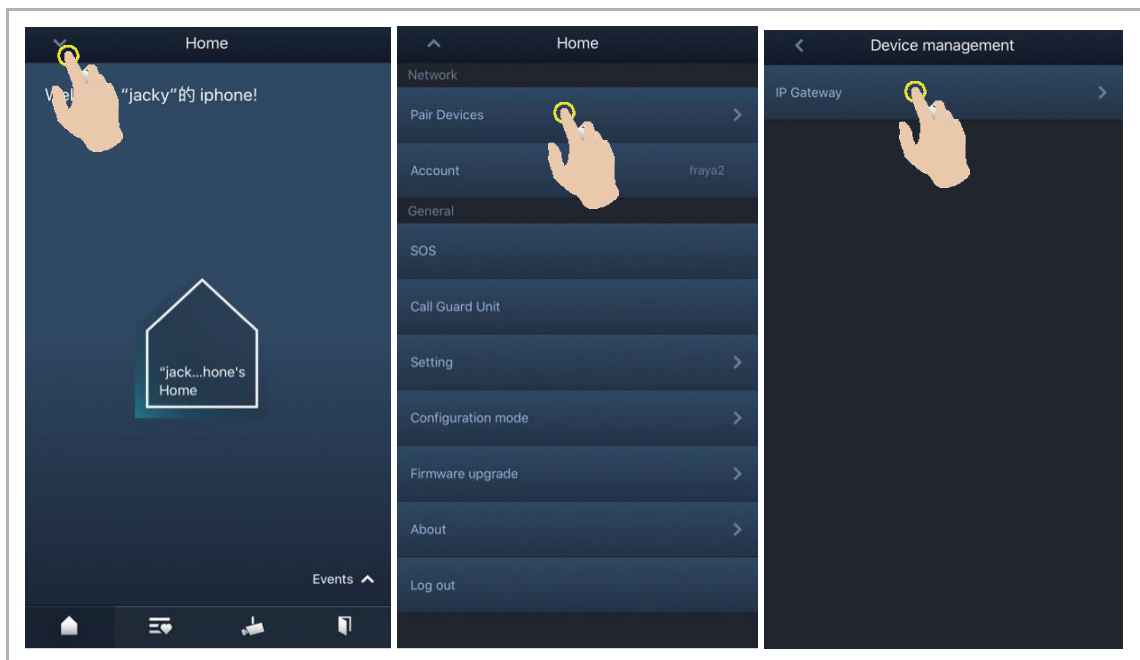 Home
"jacky"的 iphone!
"jack...hone's
Home
Events
Home
Network
Pair Devices
Account fraya2
General
SOS
Call Guard Unit
Setting
Configuration mode
Firmware upgrade
About
Log out
Device management
IP Gateway